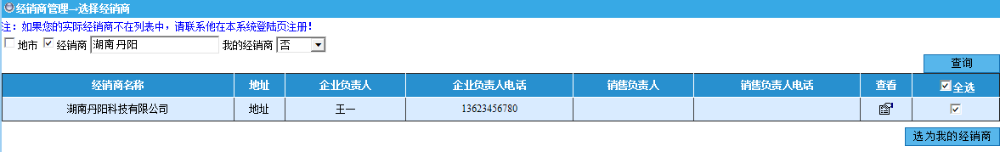 经销商管理→选择经销商
注：如果您的实际经销商不在列表中，请联系他在本系统登陆页注册！
地市 经销商 湖南丹阳 我的经销商 否
查询
经销商名称 地址 企业负责人 企业负责人电话 销售负责人 销售负责人电话 查看 全选
湖南丹阳科技有限公司 地址 王一 13623456780
选为我的经销商